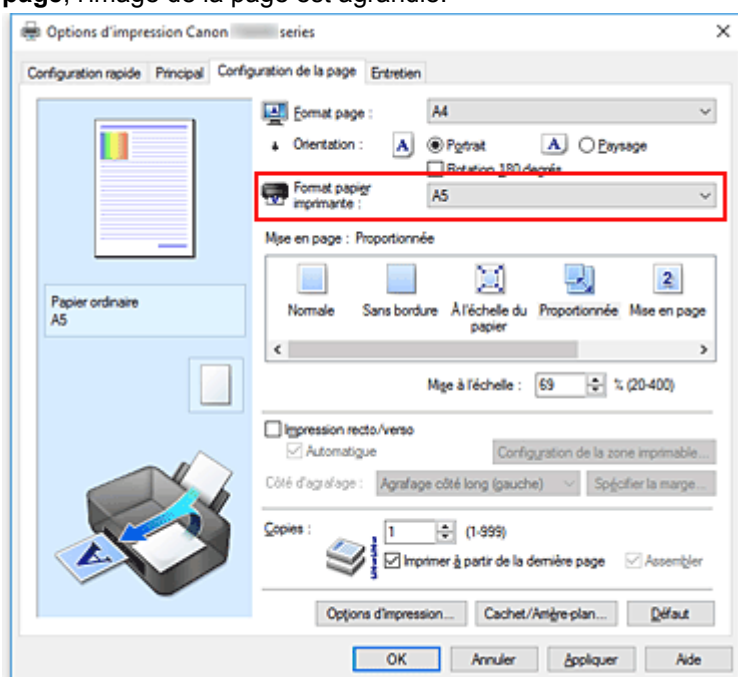 page, l'image de la page est agrandie.
Options d'impression Canon series
Configuration rapide Principal Configuration de la page Entretien
Format page : A4
Orientation : A Portrait A Paysage
Rotation 180 degrés
Format papier imprimante : A5
Mise en page : Proportionnée
2
Normale Sans bordure À l'échelle du papier Proportionnée Mise en page
Papier ordinaire
A5
Mise à l'échelle : 69 % (20-400)
Impression recto/verso
Automatique Configuration de la zone imprimable...
Côté d'agrafage : Agrafage côté long (gauche) Spécifier la marge...
Copies : 1 (1-999)
Imprimer à partir de la dernière page Assembler
Options d'impression... Cachet/Arrière-plan... Défaut
OK Annuler Appliquer Aide